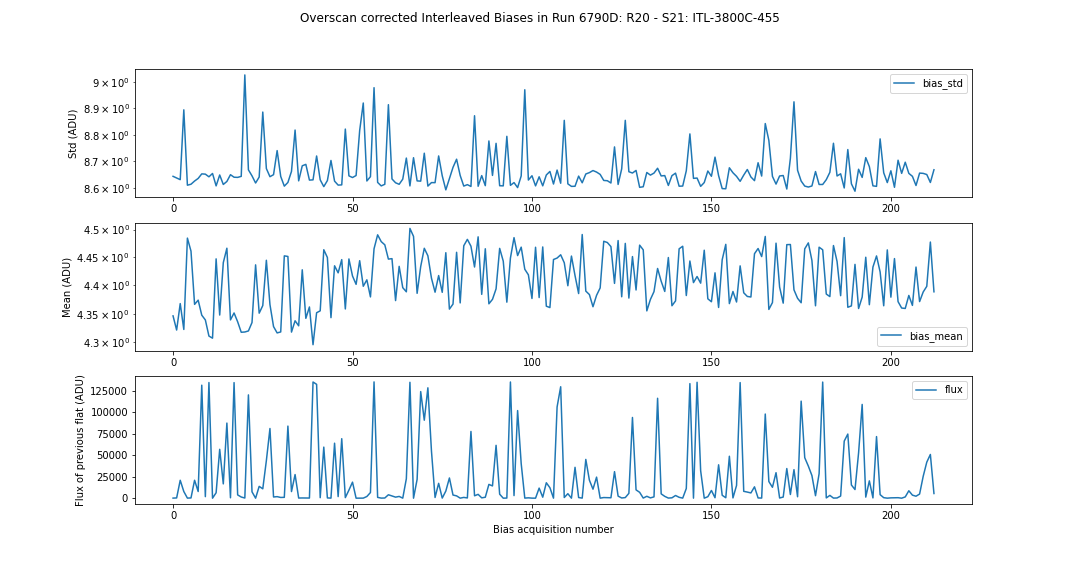 Overscan corrected Interleaved Biases in Run 6790D: R20 - S21: ITL-3800C-455
Std (ADU)
9 × 10⁰
8.9 × 10⁰
8.8 × 10⁰
8.7 × 10⁰
8.6 × 10⁰
bias_std
0 50 100 150 200
Mean (ADU)
4.5 × 10⁰
4.45 × 10⁰
4.4 × 10⁰
4.35 × 10⁰
4.3 × 10⁰
bias_mean
0 50 100 150 200
Flux of previous flat (ADU)
125000
100000
75000
50000
25000
0
flux
0 50 100 150 200
Bias acquisition number